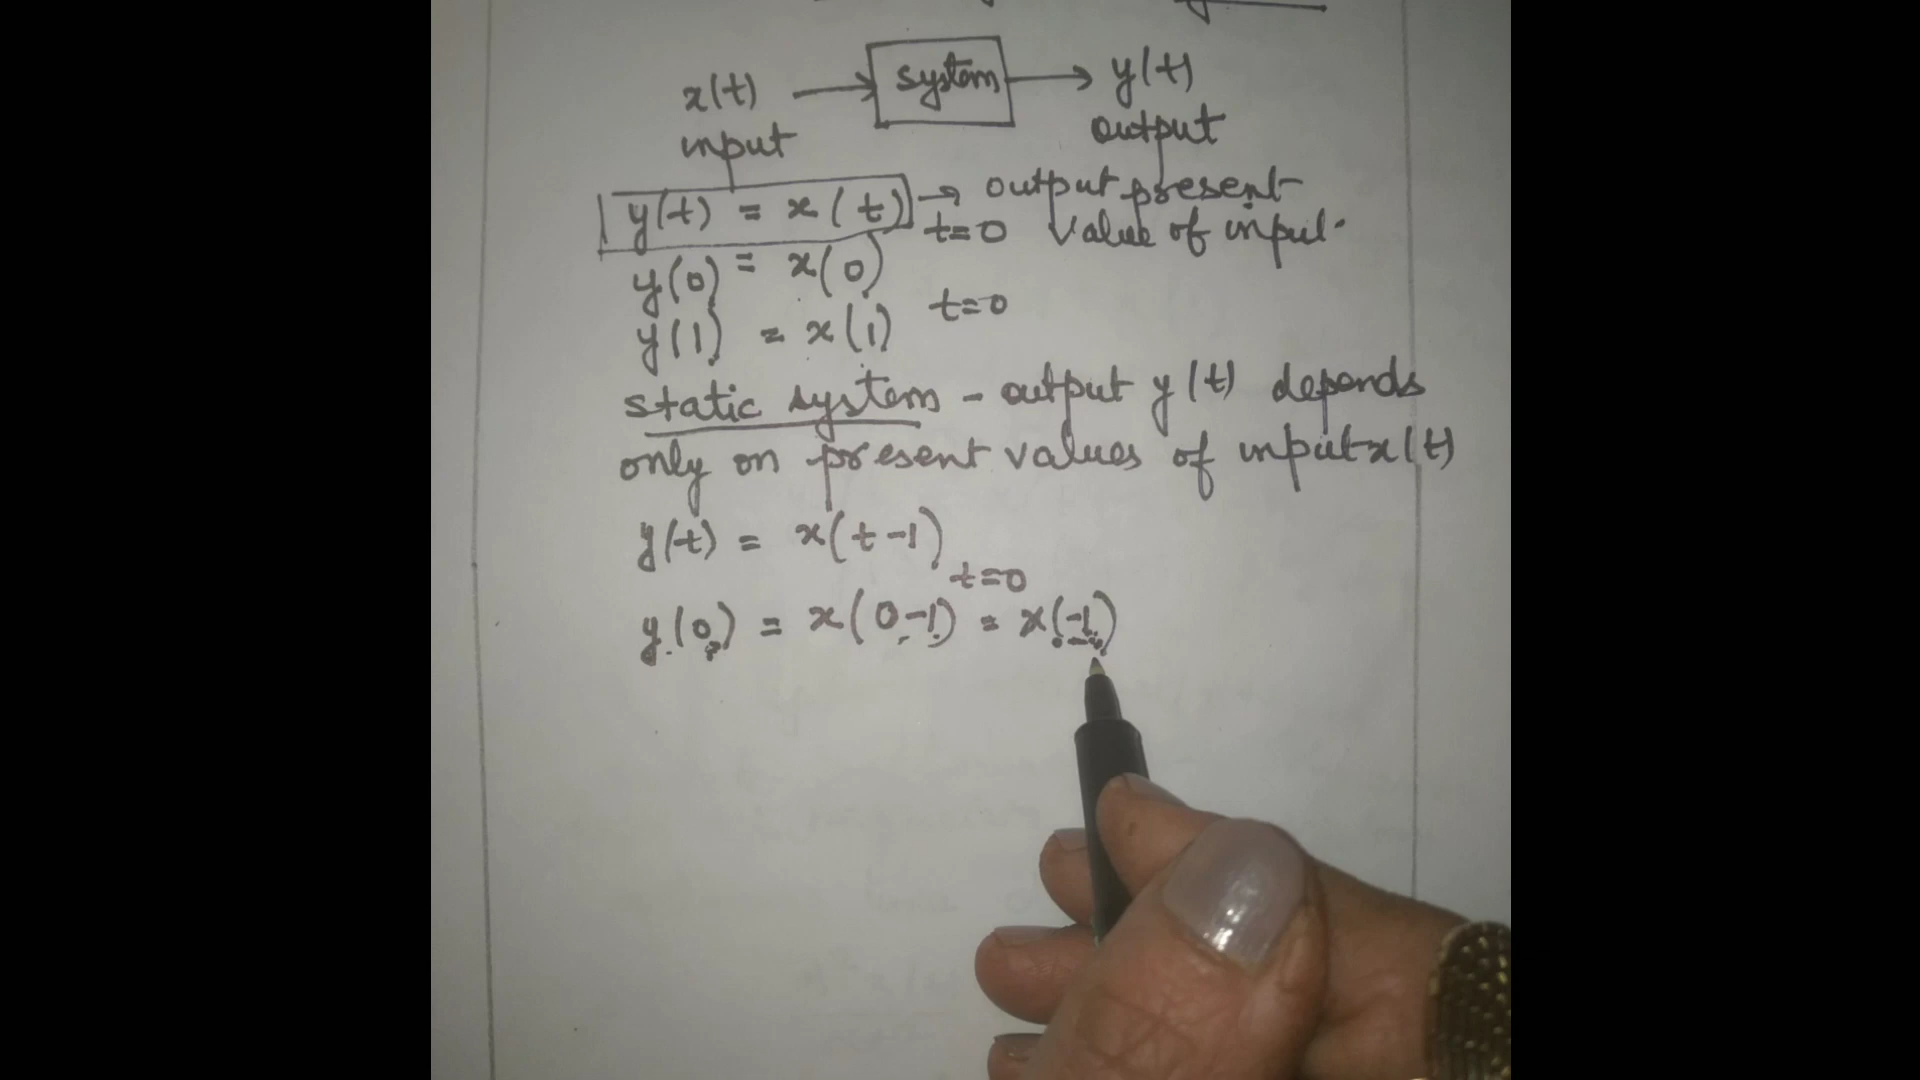 x(t) → system → y(t)
input output
y(t) = x(t) → output present
t=0 value of input.
y(0) = x(0)
t=0
y(1) = x(1)
static system - output y(t) depends
only on present values of input x(t)
y(t) = x(t-1)
t=0
y(0) = x(0-1) = x(-1)